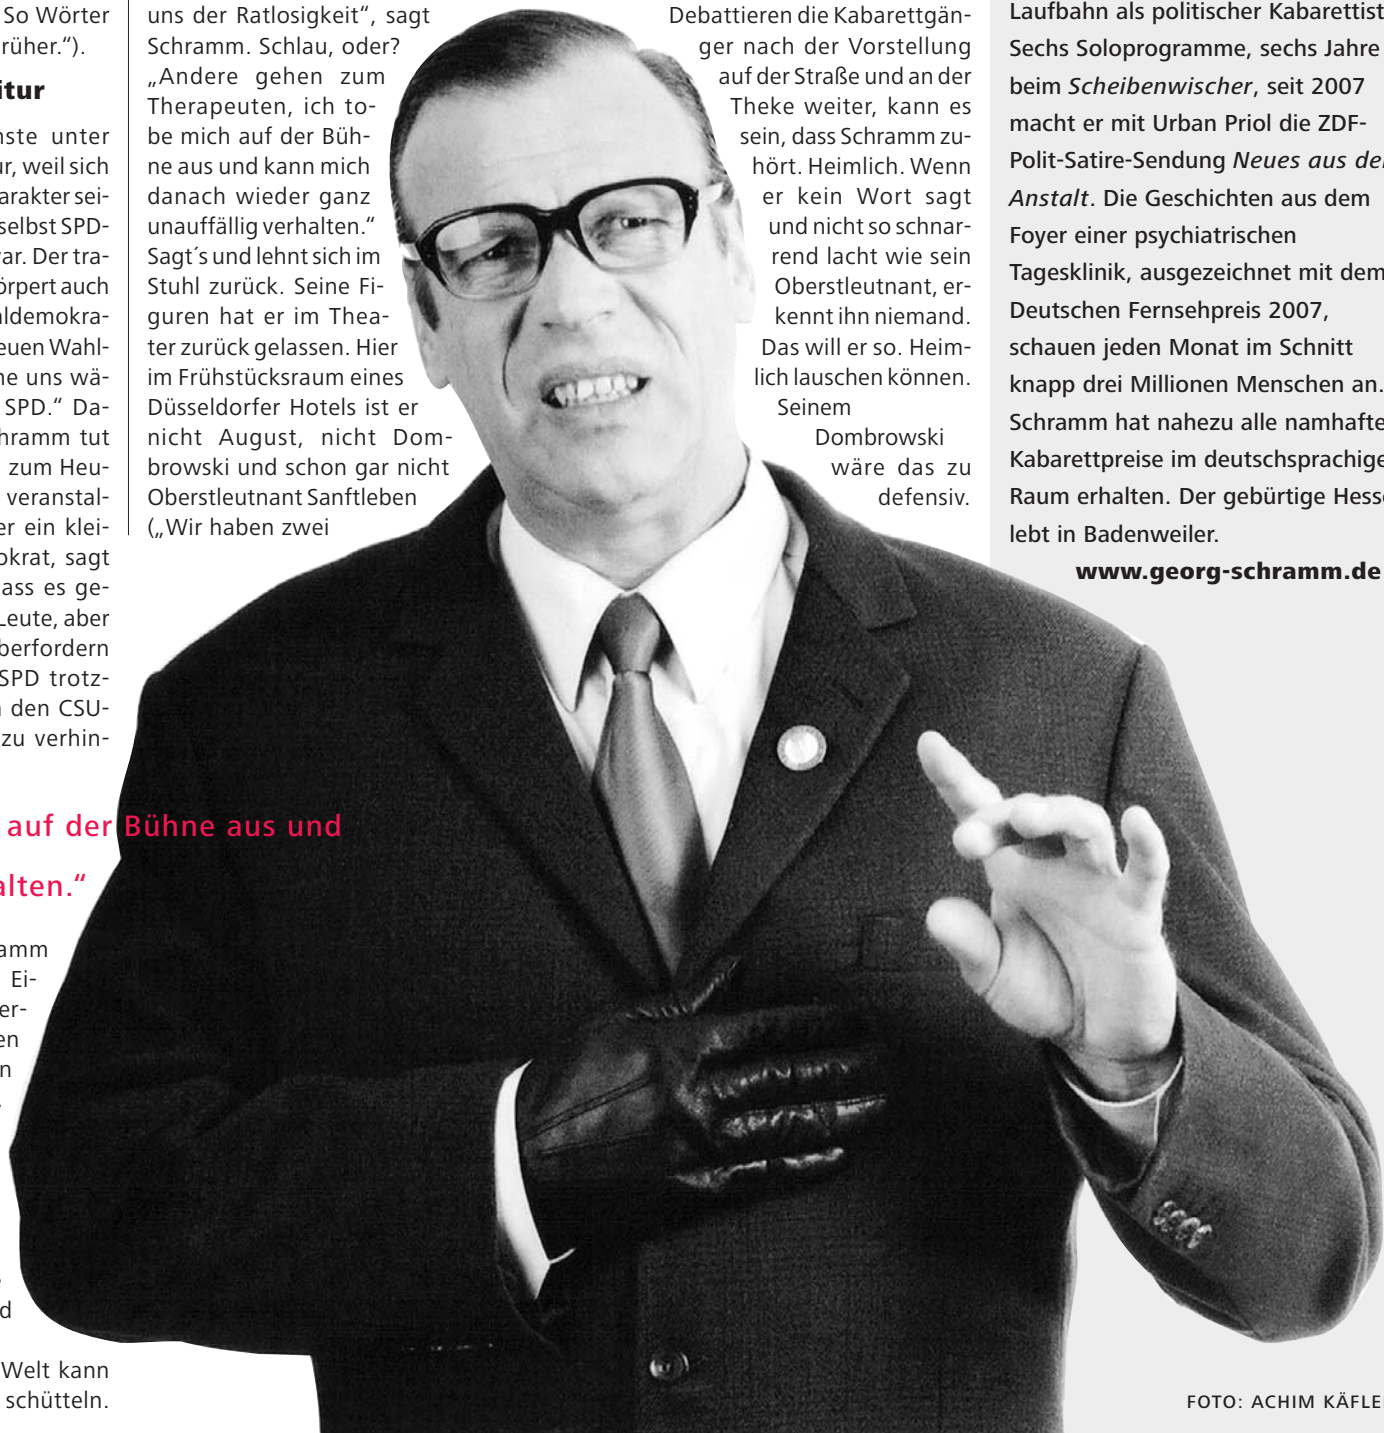 So Wörter
rüher.“).
itur
nste unter
ur, weil sich
arakter sei-
selbst SPD-
ar. Der tra-
örpert auch
aldemokra-
euen Wahl-
ne uns wä-
SPD.“ Da-
hramm tut
zum Heu-
veranstal-
er ein klei-
okrat, sagt
ass es ge-
Leute, aber
berfordern
SPD trotz-
n den CSU-
zu verhin-
auf der Bühne aus und
alten.“
amm
Ei-
er-
en
n
d
Welt kann
schütteln.
uns der Ratlosigkeit“, sagt
Schramm. Schlau, oder?
„Andere gehen zum
Therapeuten, ich to-
be mich auf der Büh-
ne aus und kann mich
danach wieder ganz
unauffällig verhalten.“
Sagt´s und lehnt sich im
Stuhl zurück. Seine Fi-
guren hat er im Thea-
ter zurück gelassen. Hier
im Frühstücksraum eines
Düsseldorfer Hotels ist er
nicht August, nicht Dom-
browski und schon gar nicht
Oberstleutnant Sanftleben
(„Wir haben zwei
Debattieren die Kabarettgän-
ger nach der Vorstellung
auf der Straße und an der
Theke weiter, kann es
sein, dass Schramm zu-
hört. Heimlich. Wenn
er kein Wort sagt
und nicht so schnar-
rend lacht wie sein
Oberstleutnant, er-
kennt ihn niemand.
Das will er so. Heim-
lich lauschen können.
Seinem
Dombrowski
wäre das zu
defensiv.
Laufbahn als politischer Kabarettist
Sechs Soloprogramme, sechs Jahre
beim Scheibenwischer, seit 2007
macht er mit Urban Priol die ZDF-
Polit-Satire-Sendung Neues aus der
Anstalt. Die Geschichten aus dem
Foyer einer psychiatrischen
Tagesklinik, ausgezeichnet mit dem
Deutschen Fernsehpreis 2007,
schauen jeden Monat im Schnitt
knapp drei Millionen Menschen an.
Schramm hat nahezu alle namhafte
Kabarettpreise im deutschsprachige
Raum erhalten. Der gebürtige Hesse
lebt in Badenweiler.
www.georg-schramm.de
FOTO: ACHIM KÄFLE